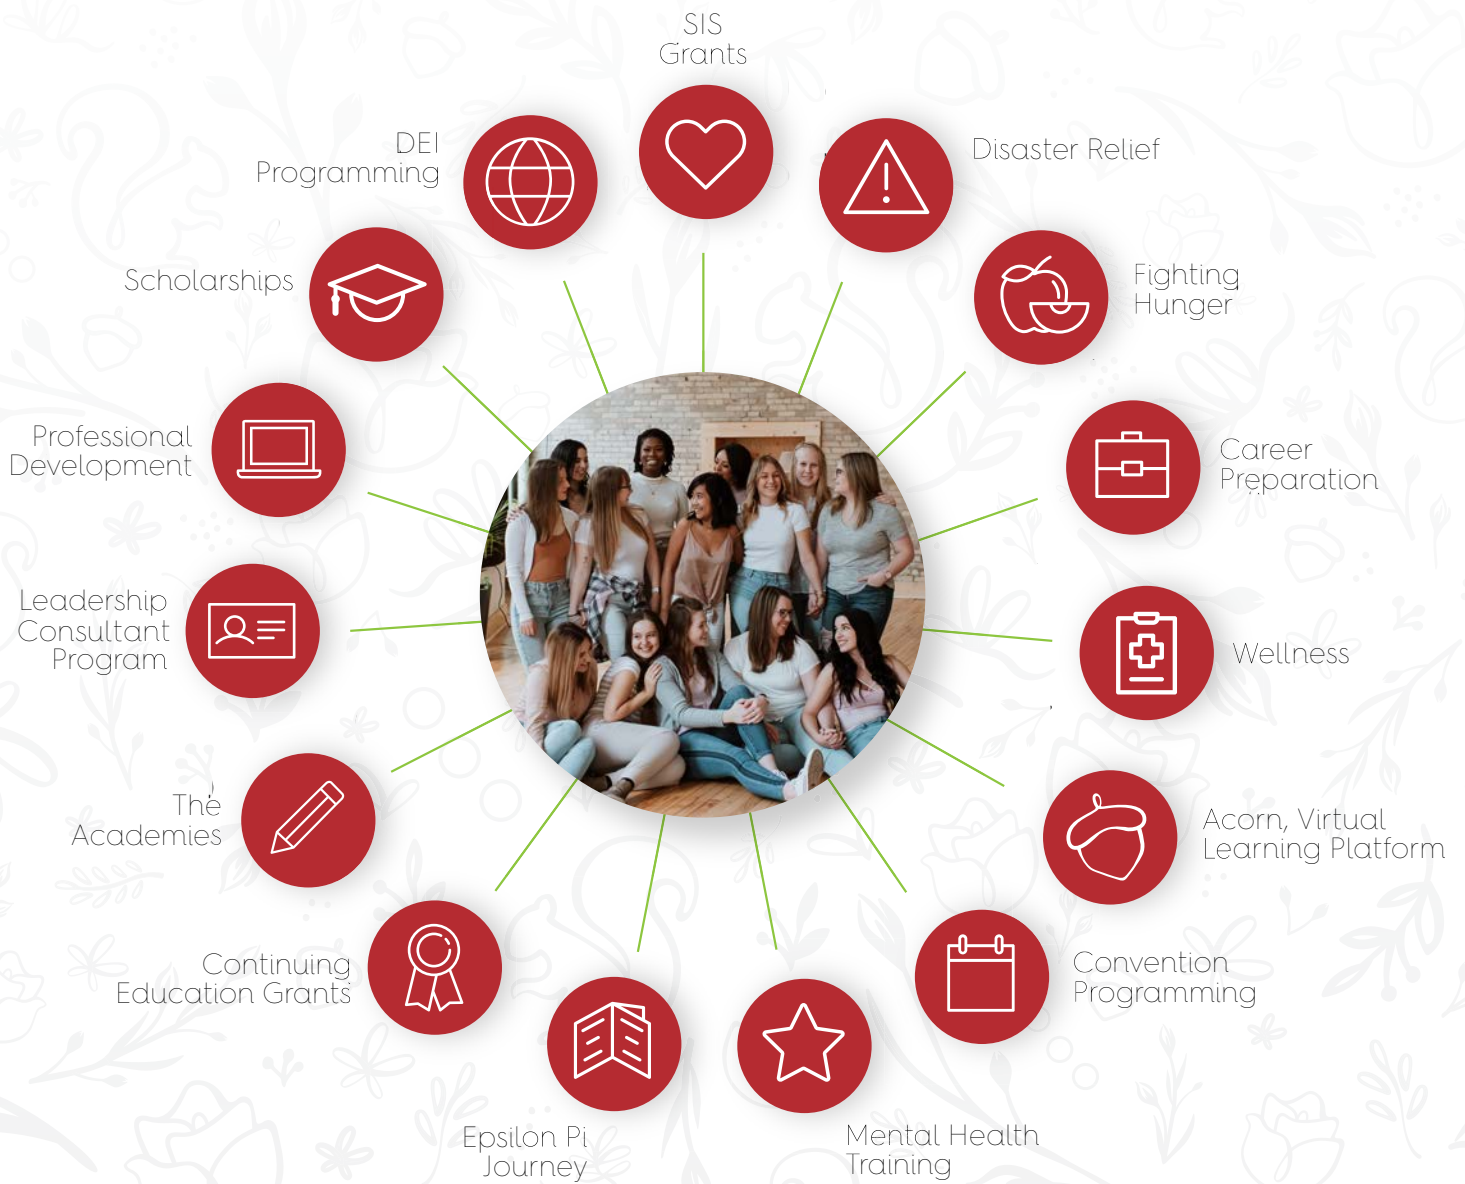 SIS
Grants
Disaster Relief
Fighting
Hunger
Career
Preparation
Wellness
Acorn, Virtual
Learning Platform
Convention
Programming
Mental Health
Training
Epsilon Pi
Journey
Continuing
Education Grants
The
Academies
Leadership
Consultant
Program
Professional
Development
Scholarships
DEI
Programming